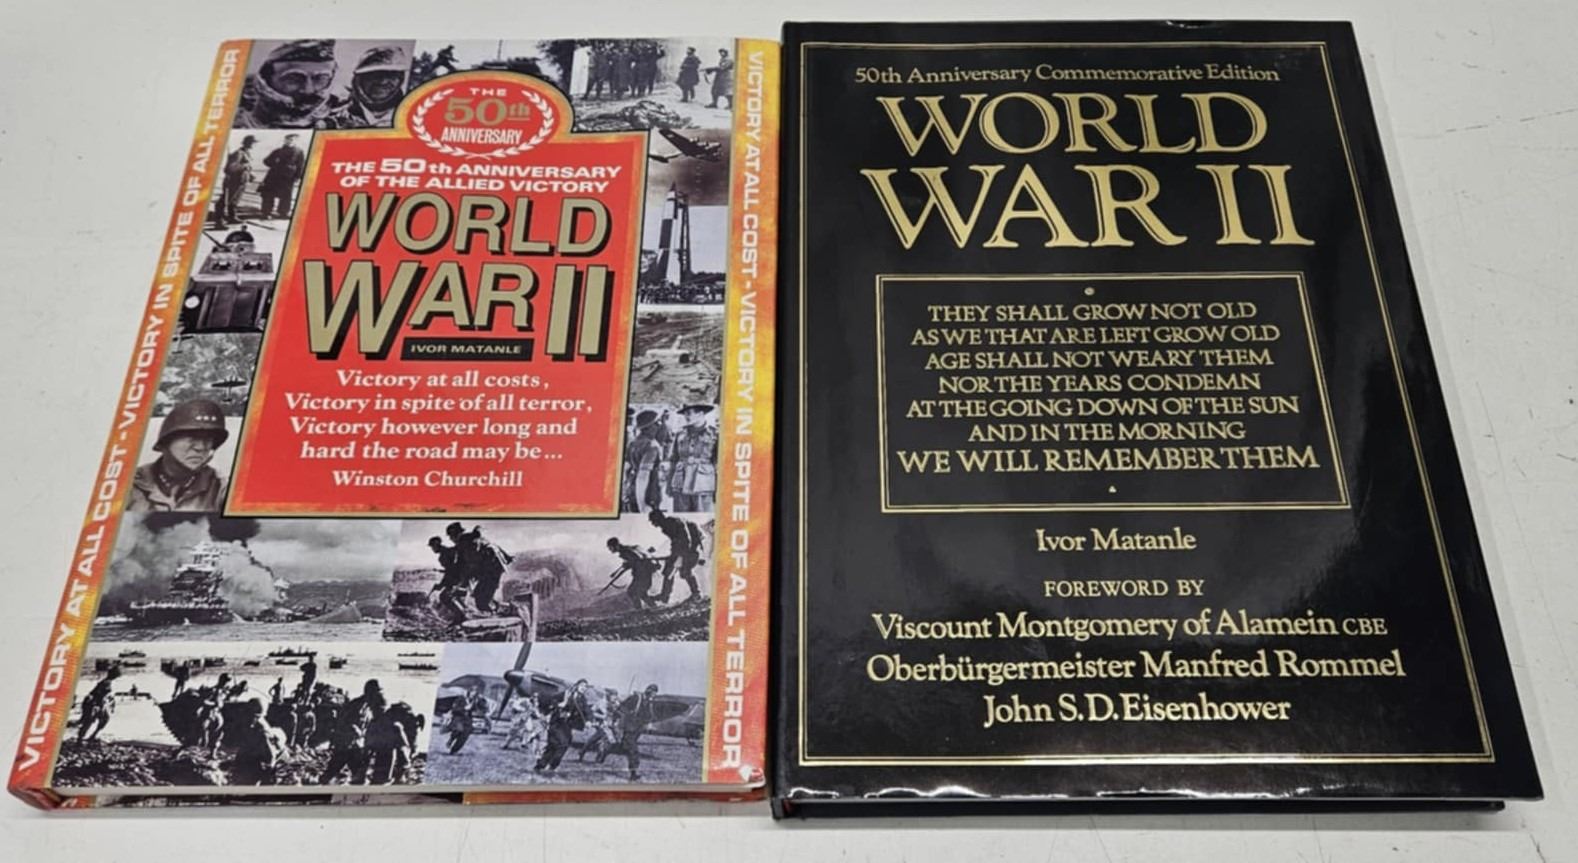 VICTORY AT ALL COST - VICTORY IN SPITE OF ALL TERROR
THE
50th
ANNIVERSARY
THE 50th ANNIVERSARY
OF THE ALLIED VICTORY
WORLD
WAR II
IVOR MATANLE
Victory at all costs,
Victory in spite of all terror,
Victory however long and
hard the road may be...
Winston Churchill
VICTORY AT ALL COST - VICTORY IN SPITE OF ALL TERROR
50th Anniversary Commemorative Edition
WORLD
WAR II
THEY SHALL GROW NOT OLD
AS WE THAT ARE LEFT GROW OLD
AGE SHALL NOT WEARY THEM
NOR THE YEARS CONDEMN
AT THE GOING DOWN OF THE SUN
AND IN THE MORNING
WE WILL REMEMBER THEM
Ivor Matanle
FOREWORD BY
Viscount Montgomery of Alamein CBE
Oberbürgermeister Manfred Rommel
John S.D. Eisenhower